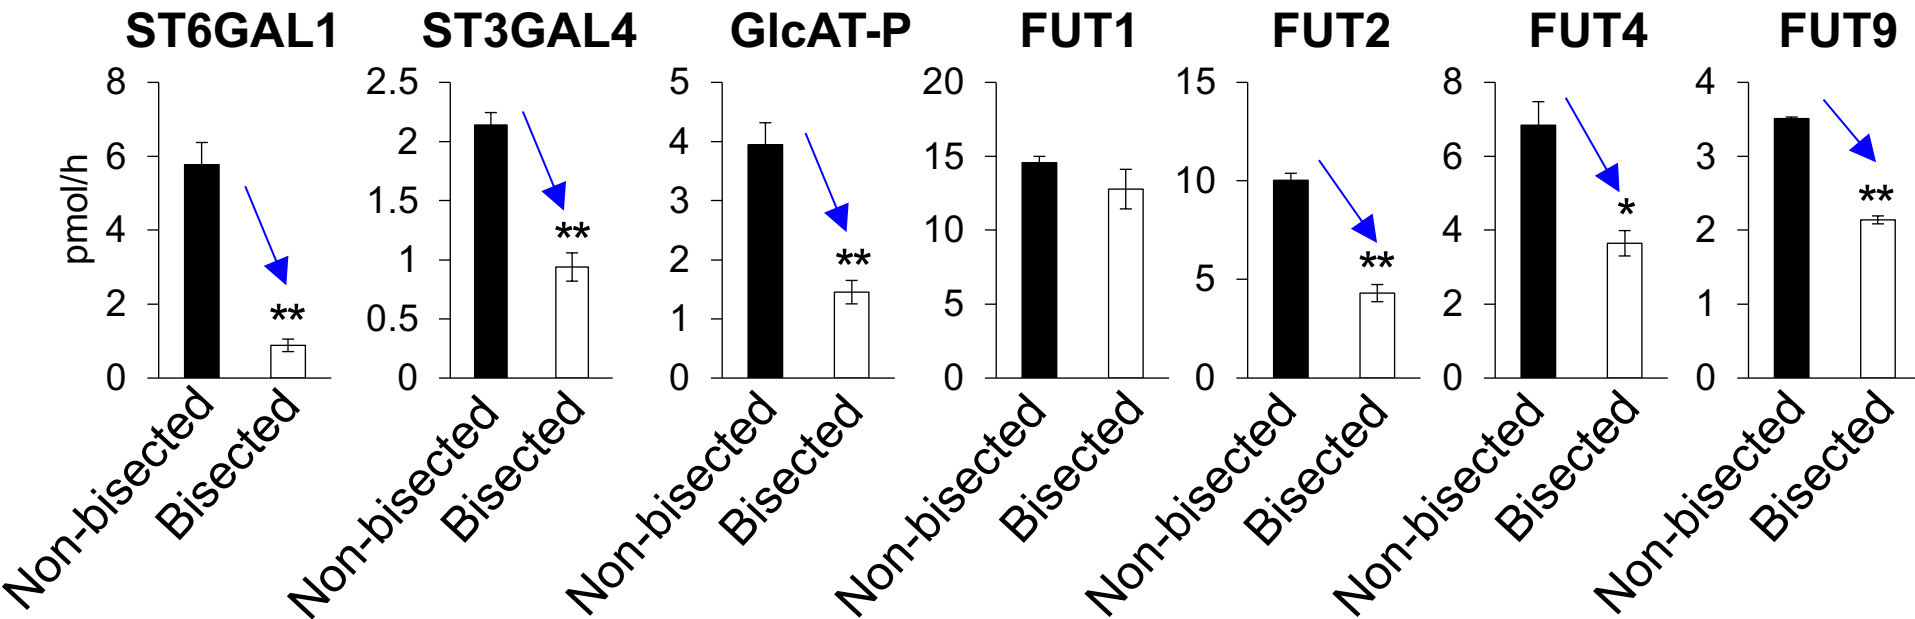 ST6GAL1 ST3GAL4 GlcAT-P FUT1 FUT2 FUT4 FUT9
pmol/h
8
6
4
2
0
**
Non-bisected
Bisected
2.5
2
1.5
1
0.5
0
**
Non-bisected
Bisected
5
4
3
2
1
0
**
Non-bisected
Bisected
20
15
10
5
0
Non-bisected
Bisected
15
10
5
0
**
Non-bisected
Bisected
8
6
4
2
0
*
Non-bisected
Bisected
4
3
2
1
0
**
Non-bisected
Bisected